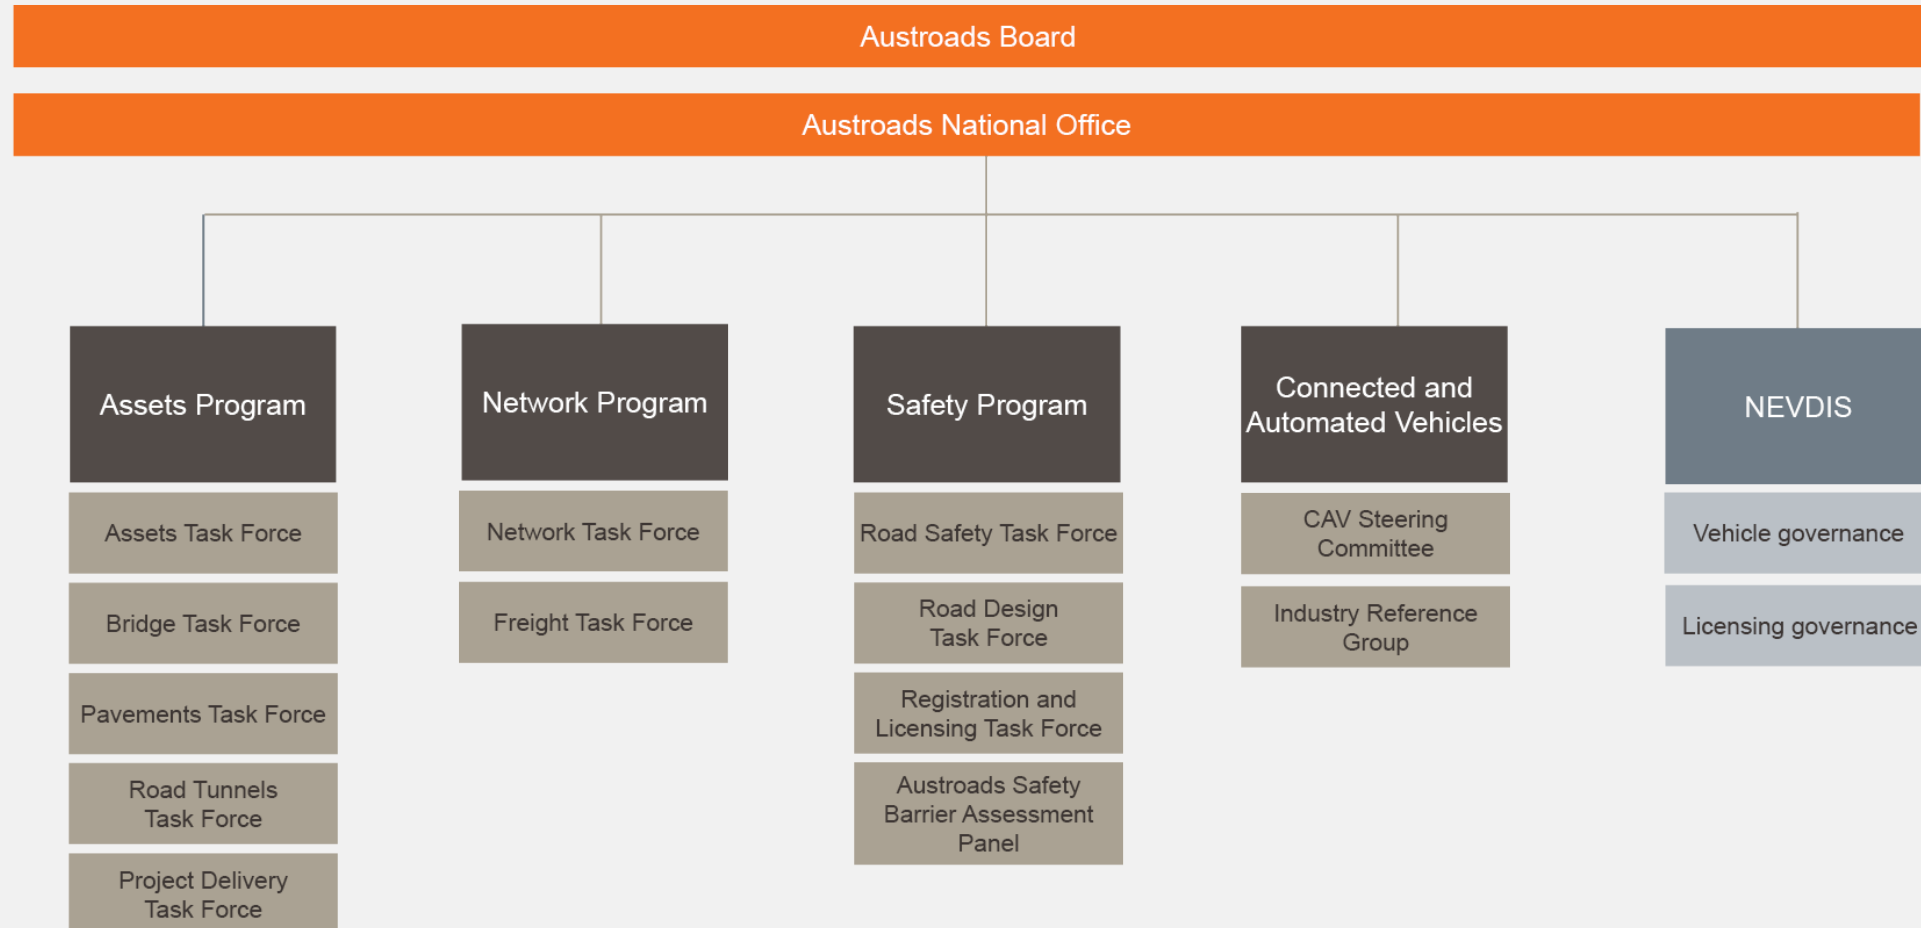 Austroads Board
Austroads National Office
Assets Program
Assets Task Force
Bridge Task Force
Pavements Task Force
Road Tunnels
Task Force
Project Delivery
Task Force
Network Program
Network Task Force
Freight Task Force
Safety Program
Road Safety Task Force
Road Design
Task Force
Registration and
Licensing Task Force
Austroads Safety
Barrier Assessment
Panel
Connected and
Automated Vehicles
CAV Steering
Committee
Industry Reference
Group
NEVDIS
Vehicle governance
Licensing governance